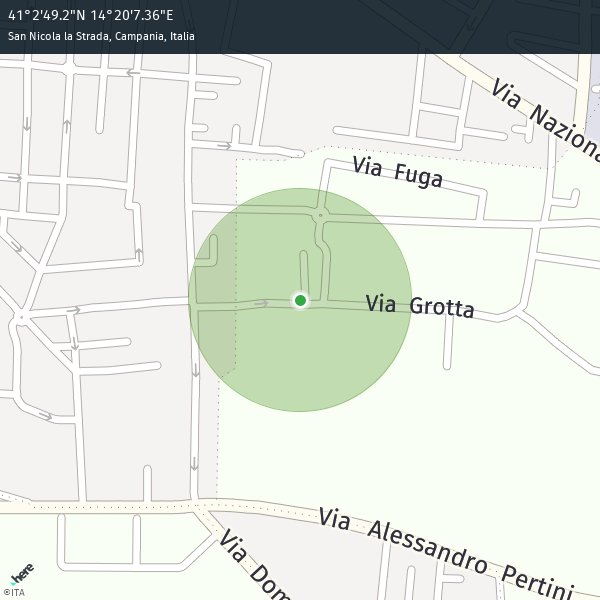 41°2'49.2"N 14°20'7.36"E
San Nicola la Strada, Campania, Italia
Via Naziona
Via Fuga
Via Grotta
Via Alessandro Pertini
Via Dom
here
©ITA